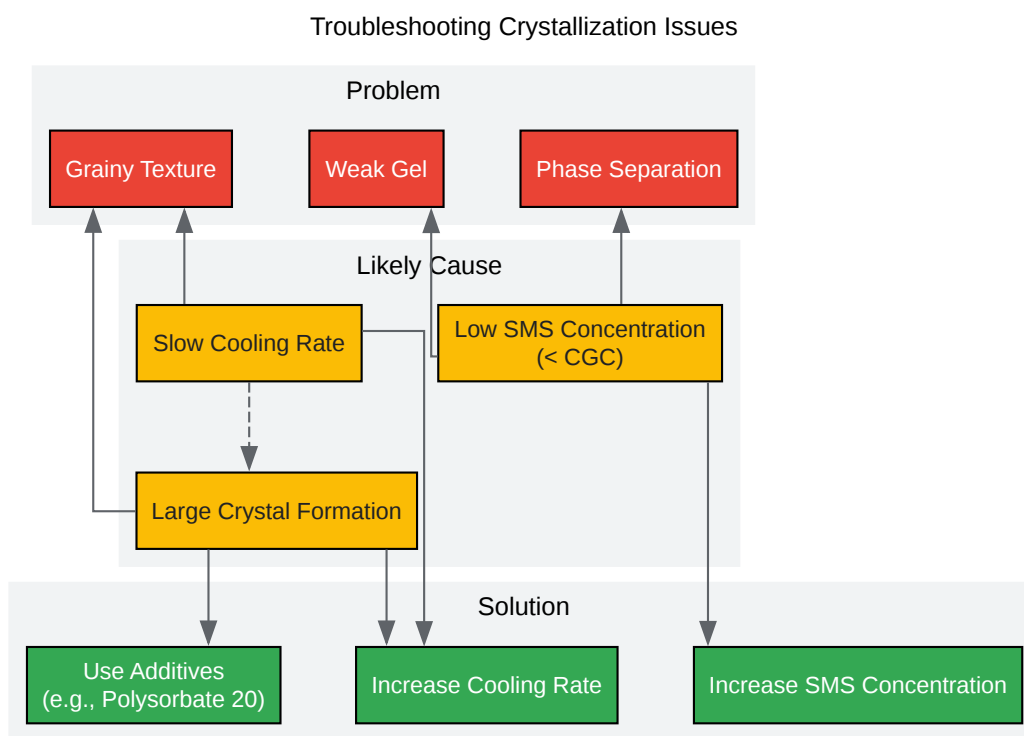 Troubleshooting Crystallization Issues
Problem
Grainy Texture
Weak Gel
Phase Separation
Likely Cause
Slow Cooling Rate
Low SMS Concentration
(< CGC)
Large Crystal Formation
Solution
Use Additives
(e.g., Polysorbate 20)
Increase Cooling Rate
Increase SMS Concentration